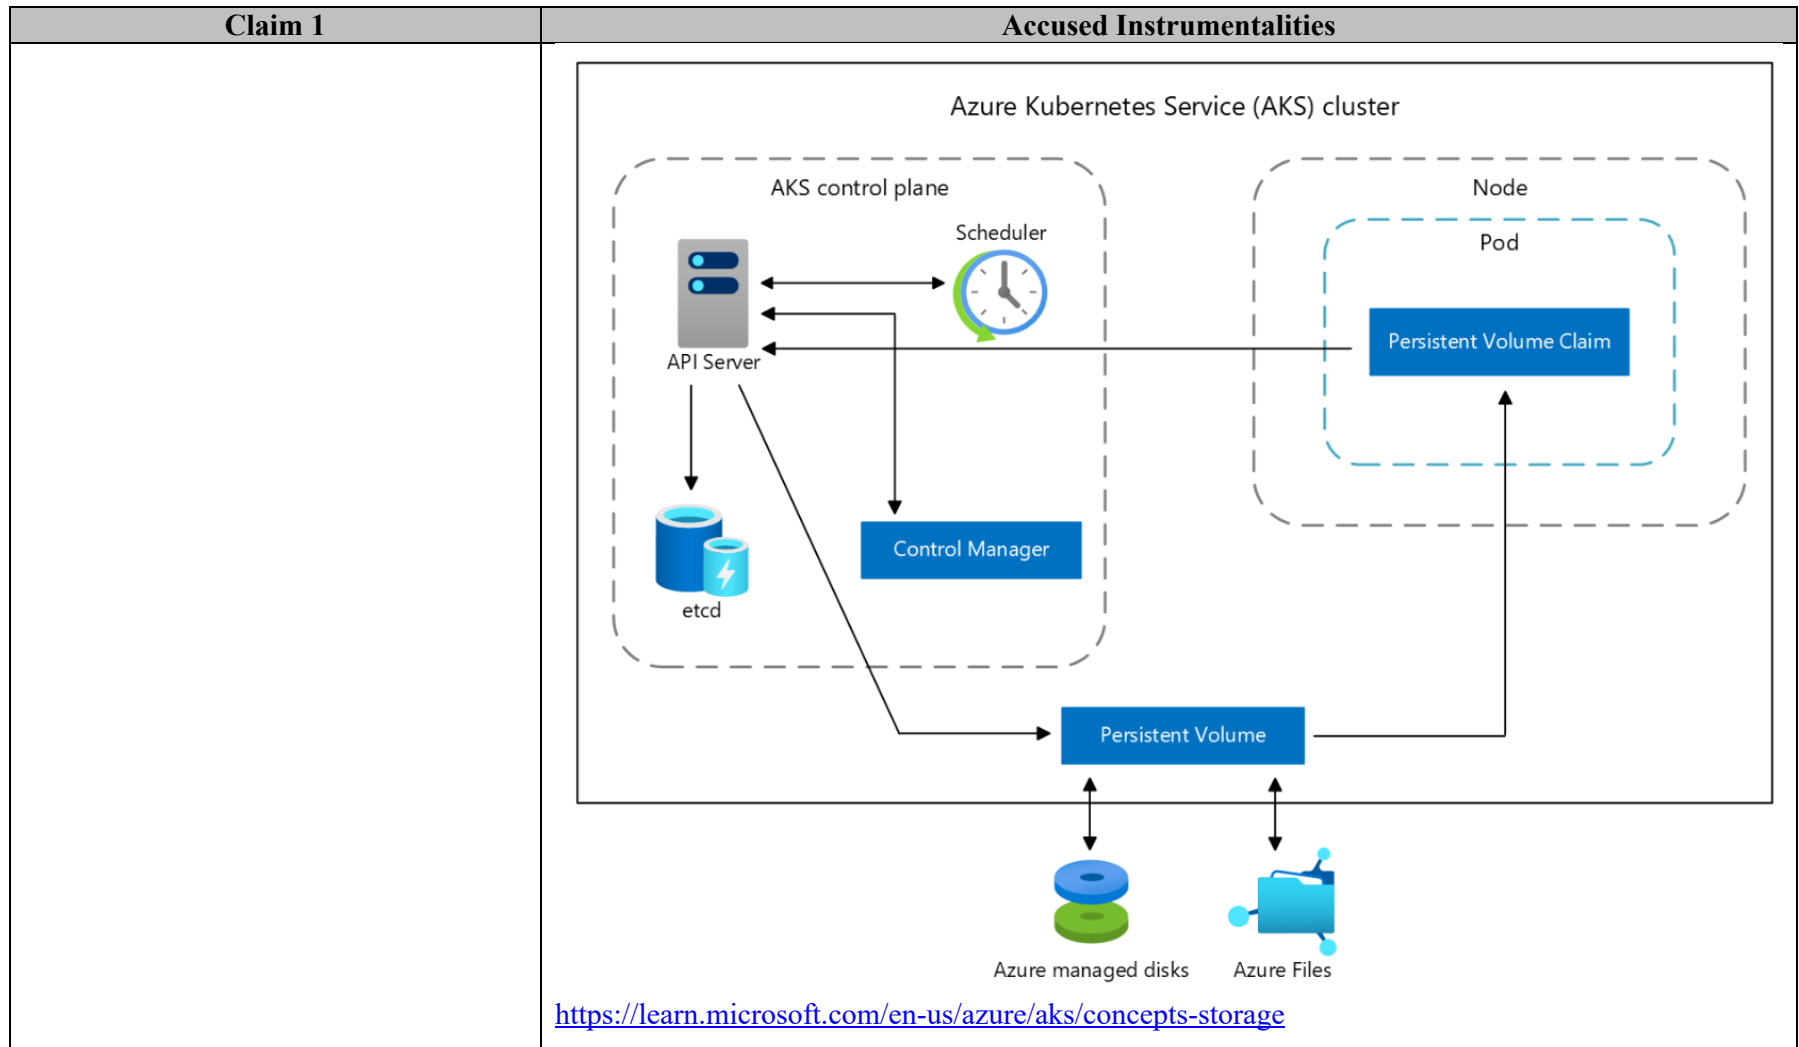 Claim 1
Accused Instrumentalities
Azure Kubernetes Service (AKS) cluster
AKS control plane
Node
Scheduler
Pod
Persistent Volume Claim
API Server
Control Manager
etcd
Persistent Volume
Azure managed disks
Azure Files
https://learn.microsoft.com/en-us/azure/aks/concepts-storage